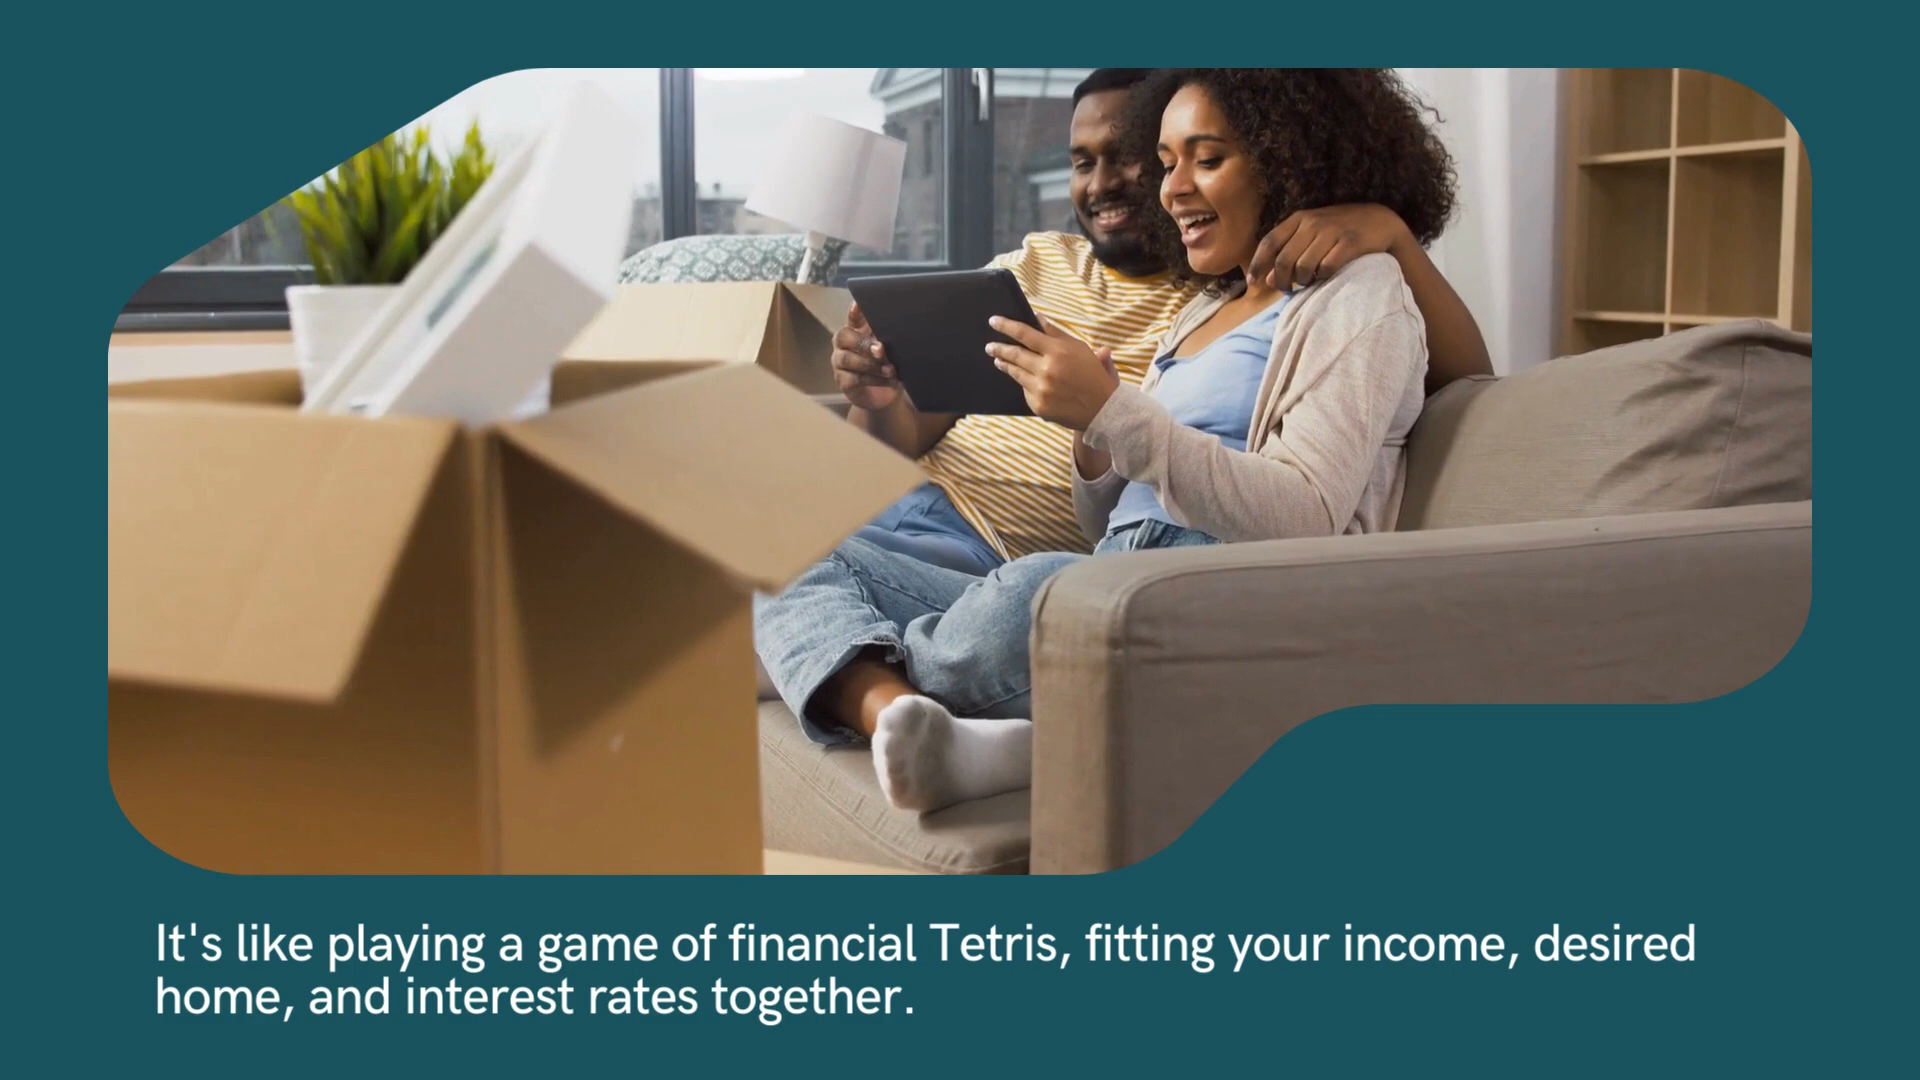 It's like playing a game of financial Tetris, fitting your income, desired
home, and interest rates together.